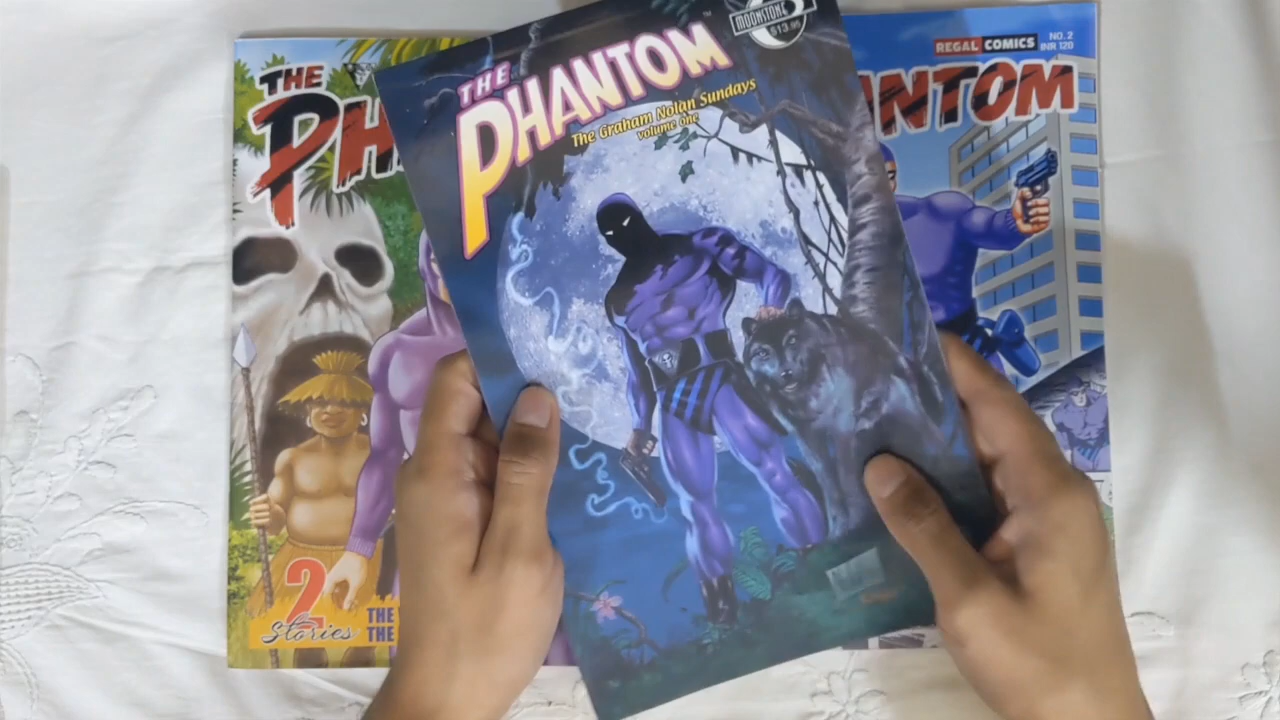 THE
PH
2
Stories
THE
THE
MOONSTONE
$13.95
THE
PHANTOM
The Graham Nolan Sundays
volume one
REGAL COMICS
NO. 2
INR 120
ANTOM